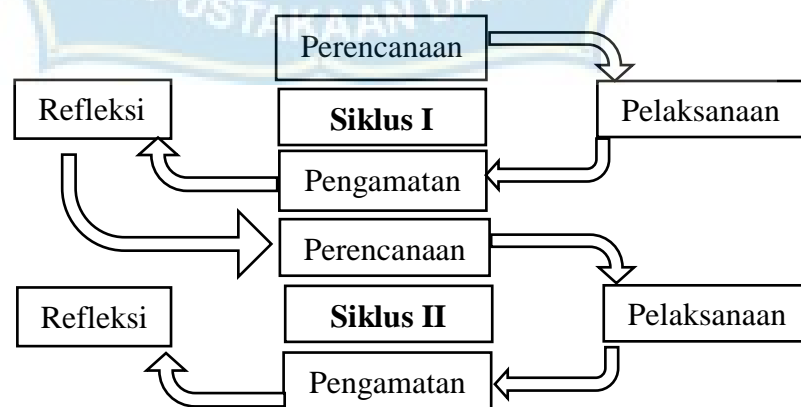 Perencanaan
Refleksi
Siklus I
Pelaksanaan
Pengamatan
Perencanaan
Refleksi
Siklus II
Pelaksanaan
Pengamatan